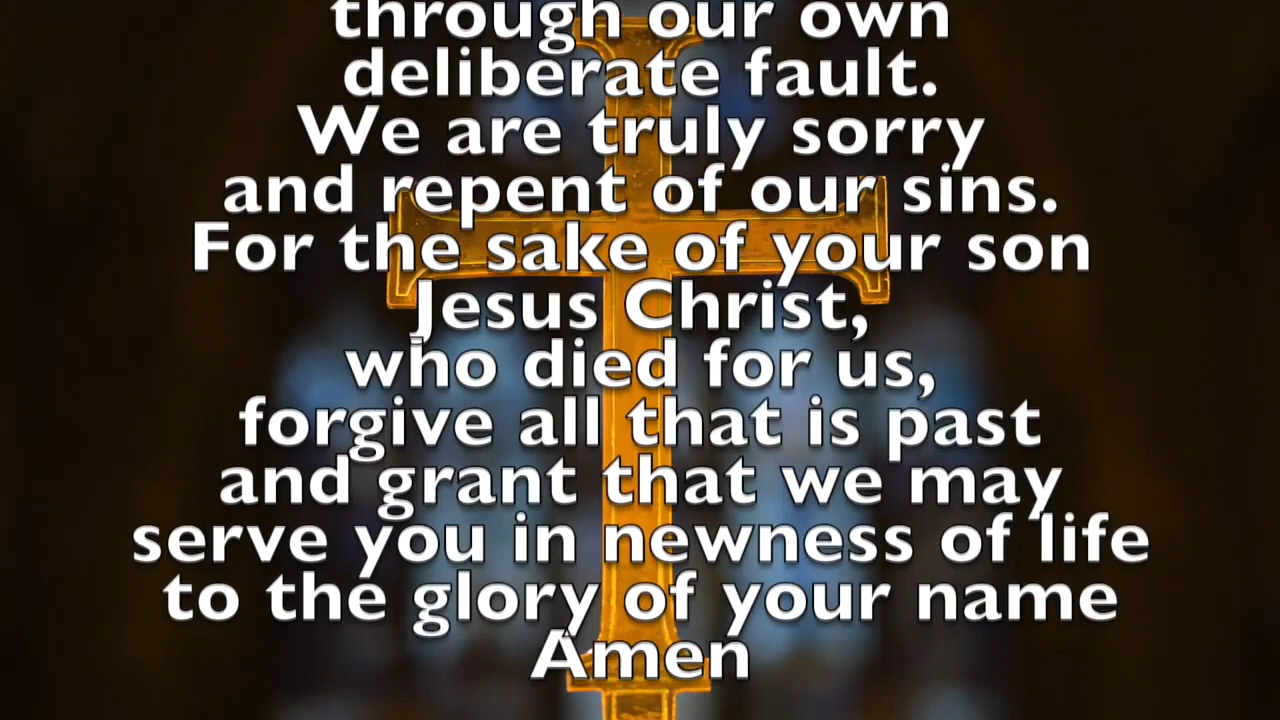 through our own
deliberate fault.
We are truly sorry
and repent of our sins.
For the sake of your son
Jesus Christ,
who died for us,
forgive all that is past
and grant that we may
serve you in newness of life
to the glory of your name
Amen